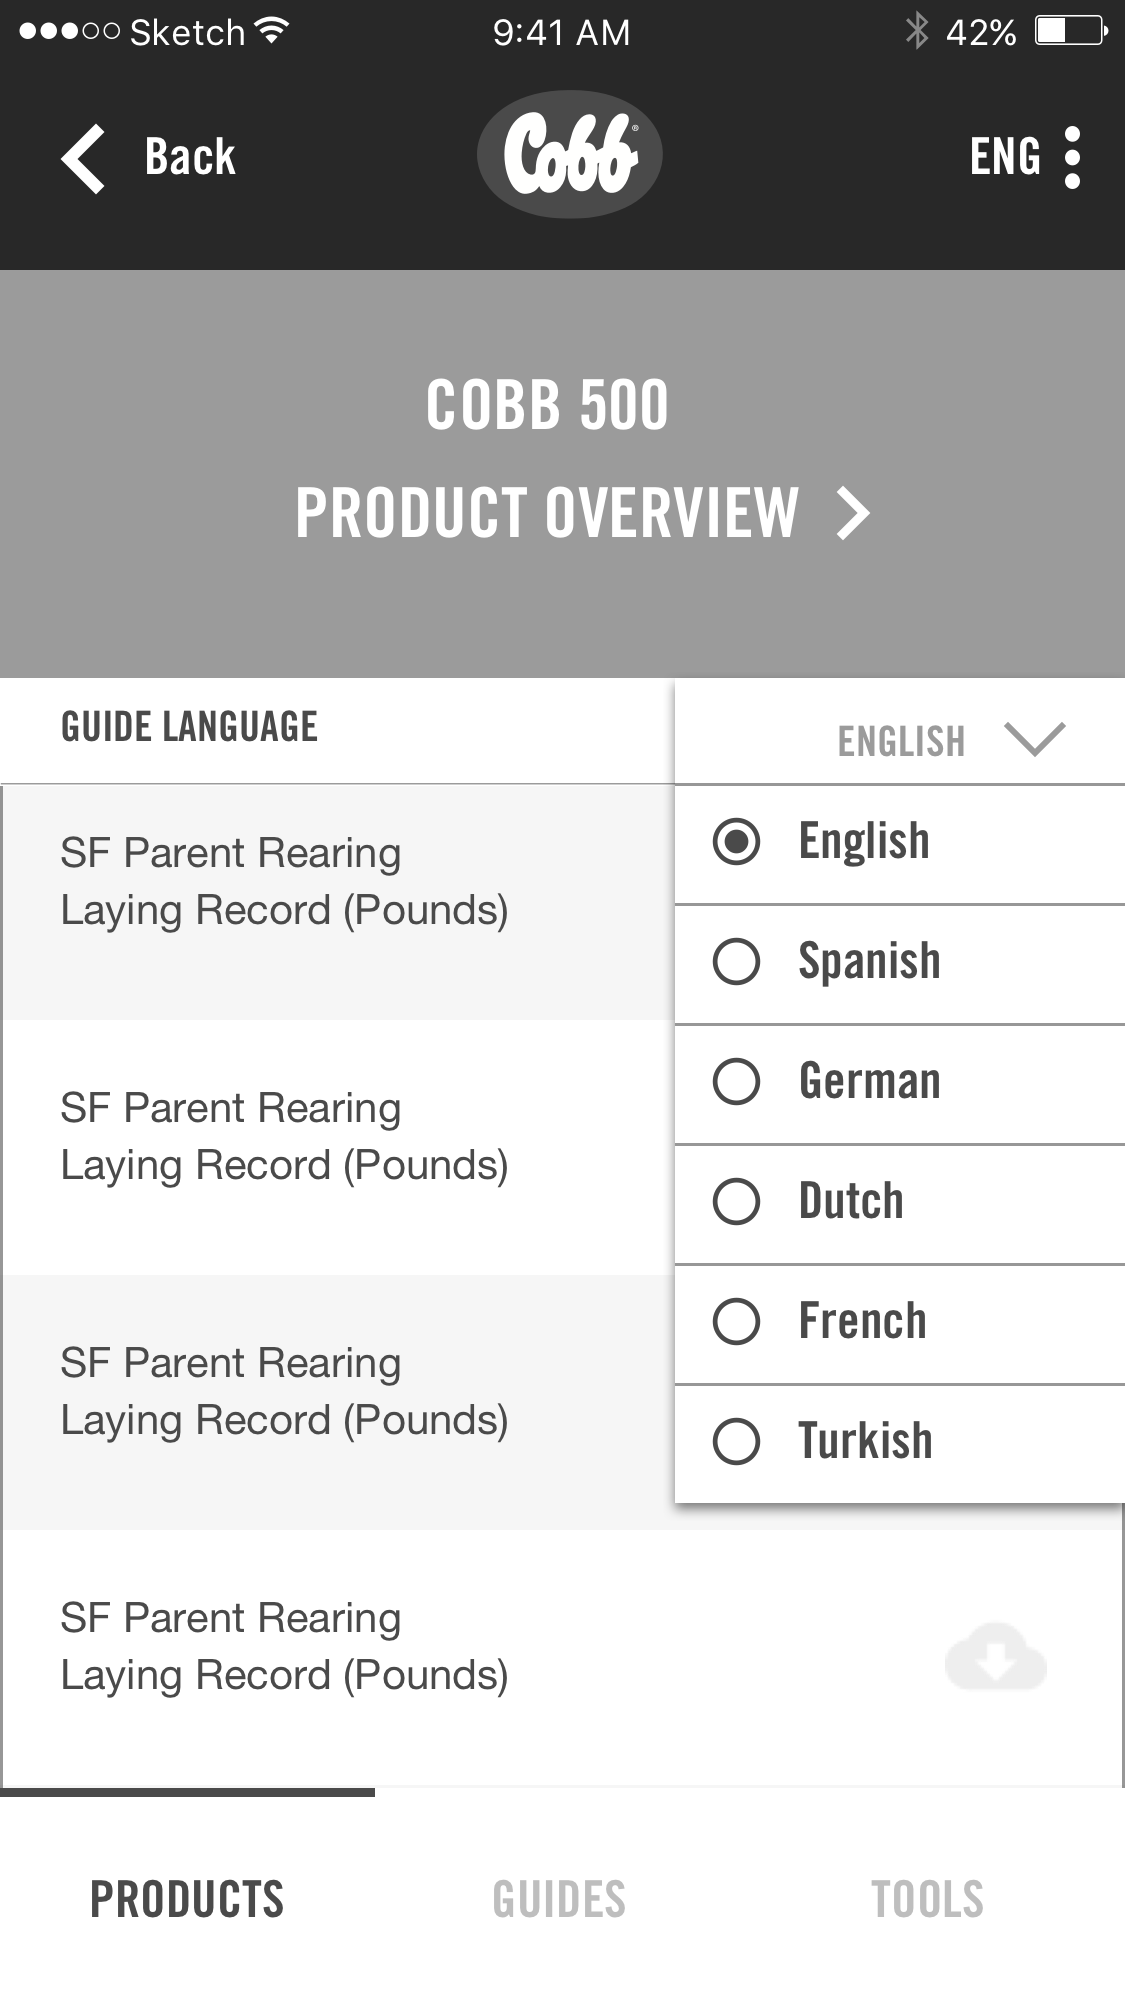 Sketch 9:41 AM 42%
Back Cobb® ENG
COBB 500
PRODUCT OVERVIEW
GUIDE LANGUAGE ENGLISH
SF Parent Rearing
Laying Record (Pounds)
SF Parent Rearing
Laying Record (Pounds)
SF Parent Rearing
Laying Record (Pounds)
SF Parent Rearing
Laying Record (Pounds)
English
Spanish
German
Dutch
French
Turkish
PRODUCTS GUIDES TOOLS